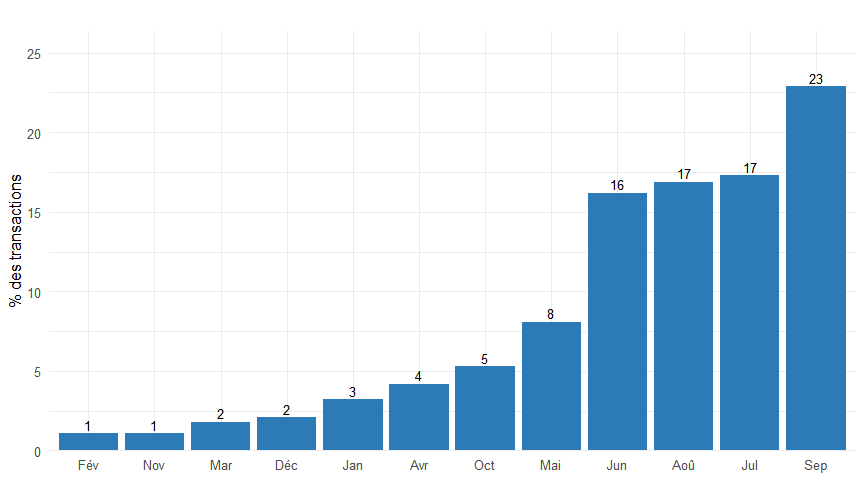 % des transactions
25
20
15
10
5
0
1 1 2 2 3 4 5 8 16 17 17 23
Fév Nov Mar Déc Jan Avr Oct Mai Jun Aoû Jul Sep